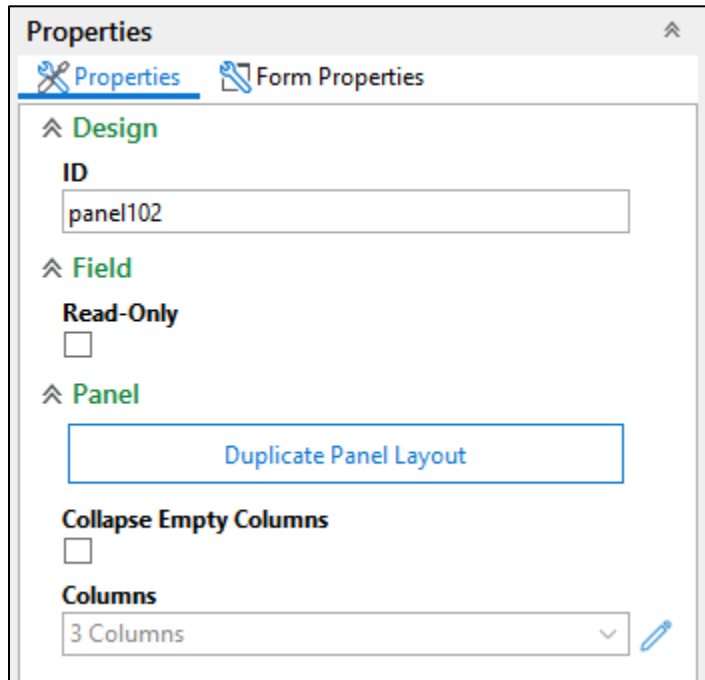 Properties
Properties Form Properties
Design
ID
panel102
Field
Read-Only
Panel
Duplicate Panel Layout
Collapse Empty Columns
Columns
3 Columns